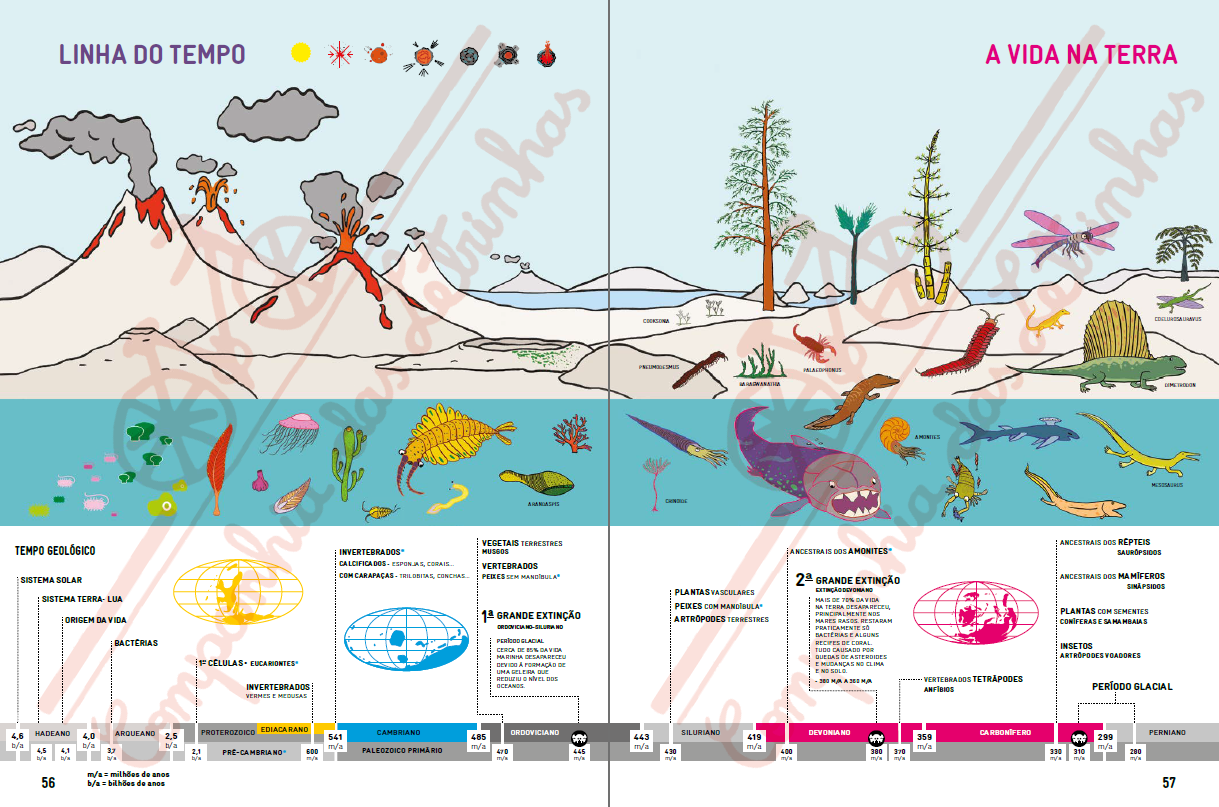 LINHA DO TEMPO
A VIDA NA TERRA
COOKSONIA
PNEUMODESMUS
BARAGWANATHIA
PALAEOPHONUS
COELUROSAURAVUS
DIMETRODON
ARANDASPIS
CRINOIDE
AMONITES
MESOSAURUS
TEMPO GEOLÓGICO
SISTEMA SOLAR
SISTEMA TERRA- LUA
ORIGEM DA VIDA
BACTÉRIAS
1ªˢ CÉLULAS • EUCARIONTES*
INVERTEBRADOS
VERMES E MEDUSAS
INVERTEBRADOS*
CALCIFICADOS - ESPONJAS, CORAIS...
COM CARAPAÇAS - TRILOBITAS, CONCHAS...
VEGETAIS TERRESTRES
MUSGOS
VERTEBRADOS
PEIXES SEM MANDÍBULA*
1ª GRANDE EXTINÇÃO
ORDOVICIANO-SILURIANO
PERÍODO GLACIAL
CERCA DE 85% DA VIDA
MARINHA DESAPARECEU
DEVIDO À FORMAÇÃO DE
UMA GELEIRA QUE
REDUZIU O NÍVEL DOS
OCEANOS.
PLANTAS VASCULARES
PEIXES COM MANDÍBULA*
ARTRÓPODES TERRESTRES
ANCESTRAIS DOS AMONITES*
2ª GRANDE EXTINÇÃO
EXTINÇÃO DEVONIANO
MAIS DE 70% DA VIDA
NA TERRA DESAPARECEU,
PRINCIPALMENTE NOS
MARES RASOS. RESTARAM
PRATICAMENTE SÓ
BACTÉRIAS E ALGUNS
RECIFES DE CORAL.
TUDO CAUSADO POR
QUEDAS DE ASTEROIDES
E MUDANÇAS NO CLIMA
E NO SOLO.
- 380 M/A A 360 M/A
VERTEBRADOS TETRÁPODES
ANFÍBIOS
ANCESTRAIS DOS RÉPTEIS
SAURÓPSIDOS
ANCESTRAIS DOS MAMÍFEROS
SINÁPSIDOS
PLANTAS COM SEMENTES
CONÍFERAS E SAMAMBAIAS
INSETOS
ARTRÓPODES VOADORES
PERÍODO GLACIAL
4,6 b/a
HADEANO
4,0 b/a
ARQUEANO
2,5 b/a
PROTEROZOICO
EDIACARANO
541 m/a
CAMBRIANO
485 m/a
ORDOVICIANO
443 m/a
SILURIANO
419 m/a
DEVONIANO
359 m/a
CARBONÍFERO
299 m/a
PERNIANO
4,5 b/a
4,1 b/a
3,7 b/a
2,1 b/a
PRÉ-CAMBRIANO*
600 m/a
PALEOZOICO PRIMÁRIO
470 m/a
445 m/a
430 m/a
400 m/a
380 m/a
370 m/a
330 m/a
310 m/a
280 m/a
56
m/a = milhões de anos
b/a = bilhões de anos
57
Companhia das Letrinhas
Companhia das Letrinhas